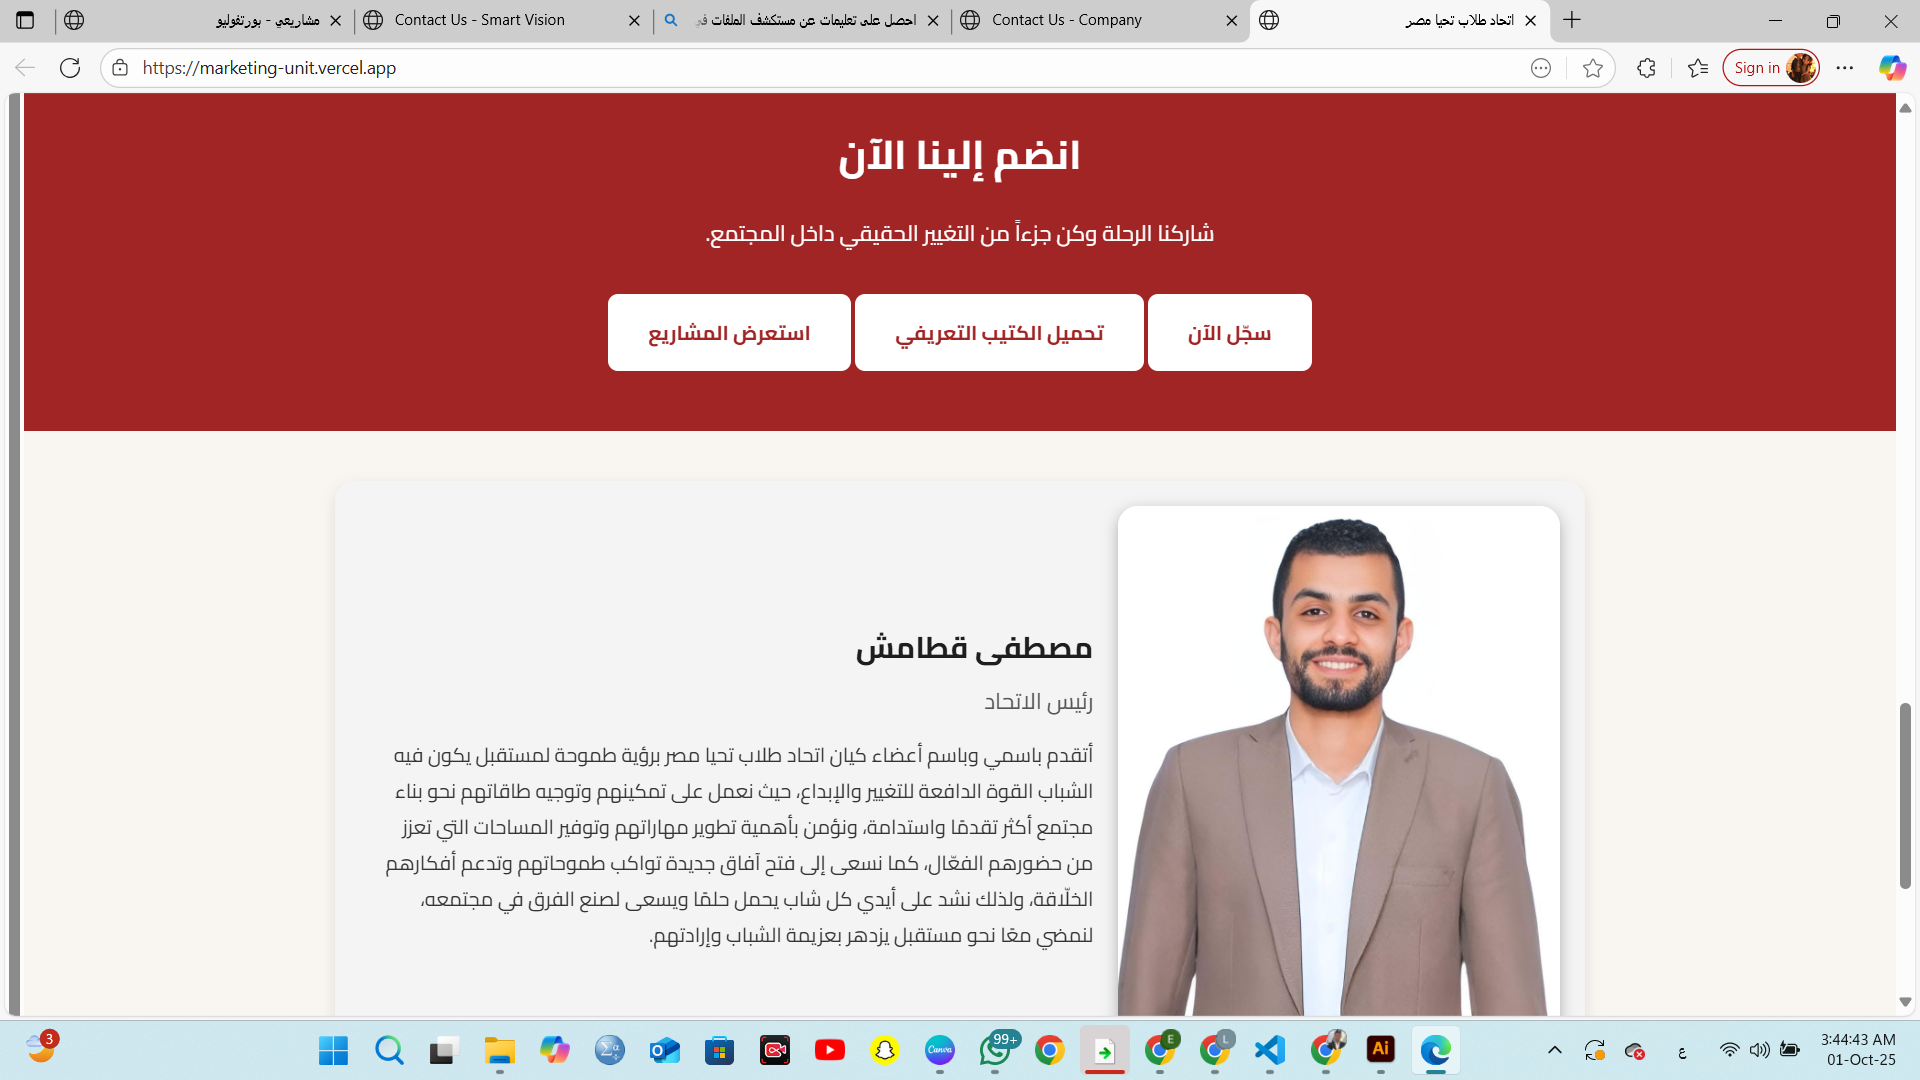 مشاريعي - بورتفوليو
Contact Us - Smart Vision
احصل على تعليمات عن مستكشف الملفات في
Contact Us - Company
اتحاد طلاب تحيا مصر
https://marketing-unit.vercel.app
Sign in
انضم إلينا الآن
شاركنا الرحلة وكن جزءاً من التغيير الحقيقي داخل المجتمع.
سجّل الآن
تحميل الكتيب التعريفي
استعرض المشاريع
مصطفى قطامش
رئيس الاتحاد
أتقدم باسمي وباسم أعضاء كيان اتحاد طلاب تحيا مصر برؤية طموحة لمستقبل يكون فيه
الشباب القوة الدافعة للتغيير والإبداع، حيث نعمل على تمكينهم وتوجيه طاقاتهم نحو بناء
مجتمع أكثر تقدمًا واستدامة، ونؤمن بأهمية تطوير مهاراتهم وتوفير المساحات التي تعزز
من حضورهم الفعّال، كما نسعى إلى فتح آفاق جديدة تواكب طموحاتهم وتدعم أفكارهم
الخلّاقة، ولذلك نشد على أيدي كل شاب يحمل حلمًا ويسعى لصنع الفرق في مجتمعه،
لنمضي معًا نحو مستقبل يزدهر بعزيمة الشباب وإرادتهم.
3
Canva
99+
E
L
Ai
ع
3:44:43 AM
01-Oct-25